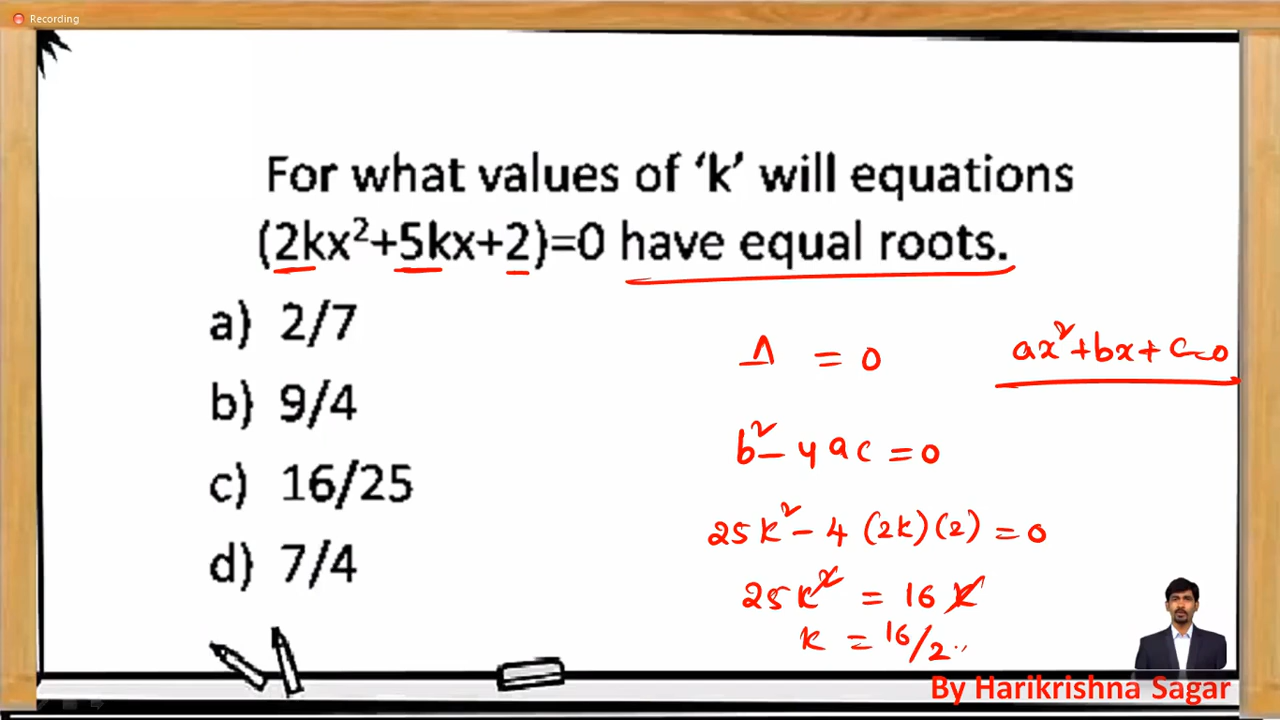 Recording
For what values of ‘k’ will equations
(2kx²+5kx+2)=0 have equal roots.
a) 2/7
b) 9/4
c) 16/25
d) 7/4
Δ = 0
ax²+bx+c=0
b²-4ac=0
25k²-4(2k)(2)=0
25k²=16k
k=16/2
By Harikrishna Sagar